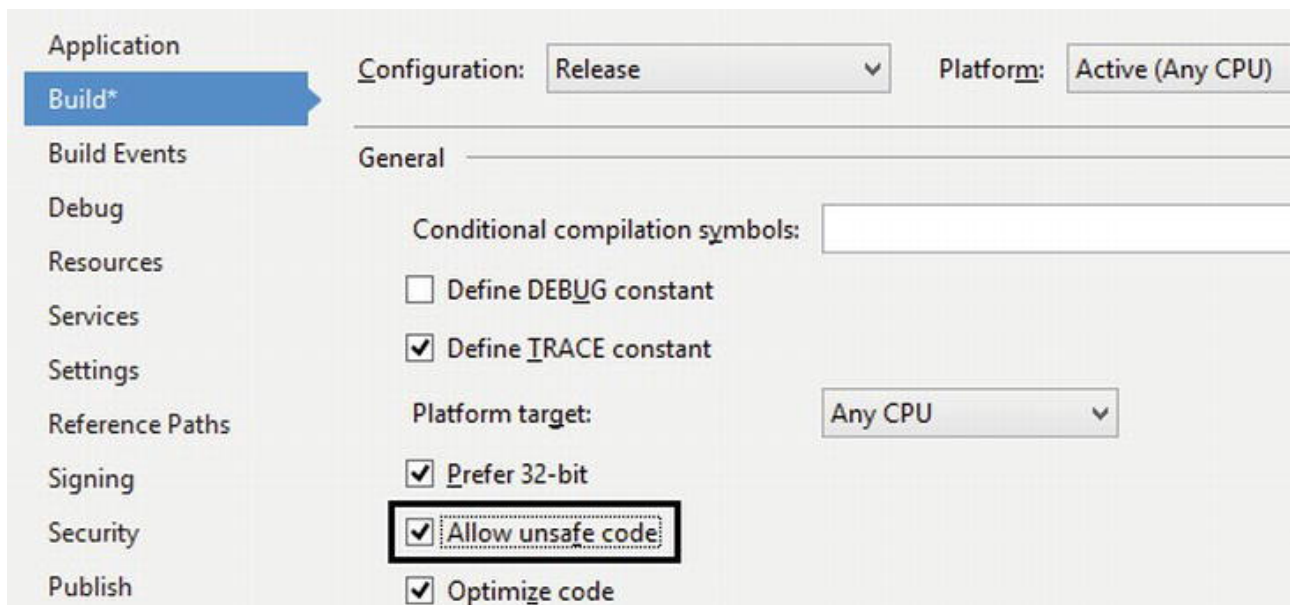 Application
Build*
Build Events
Debug
Resources
Services
Settings
Reference Paths
Signing
Security
Publish
Configuration: Release Platform: Active (Any CPU)
General
Conditional compilation symbols:
Define DEBUG constant
Define TRACE constant
Platform target: Any CPU
Prefer 32-bit
Allow unsafe code
Optimize code